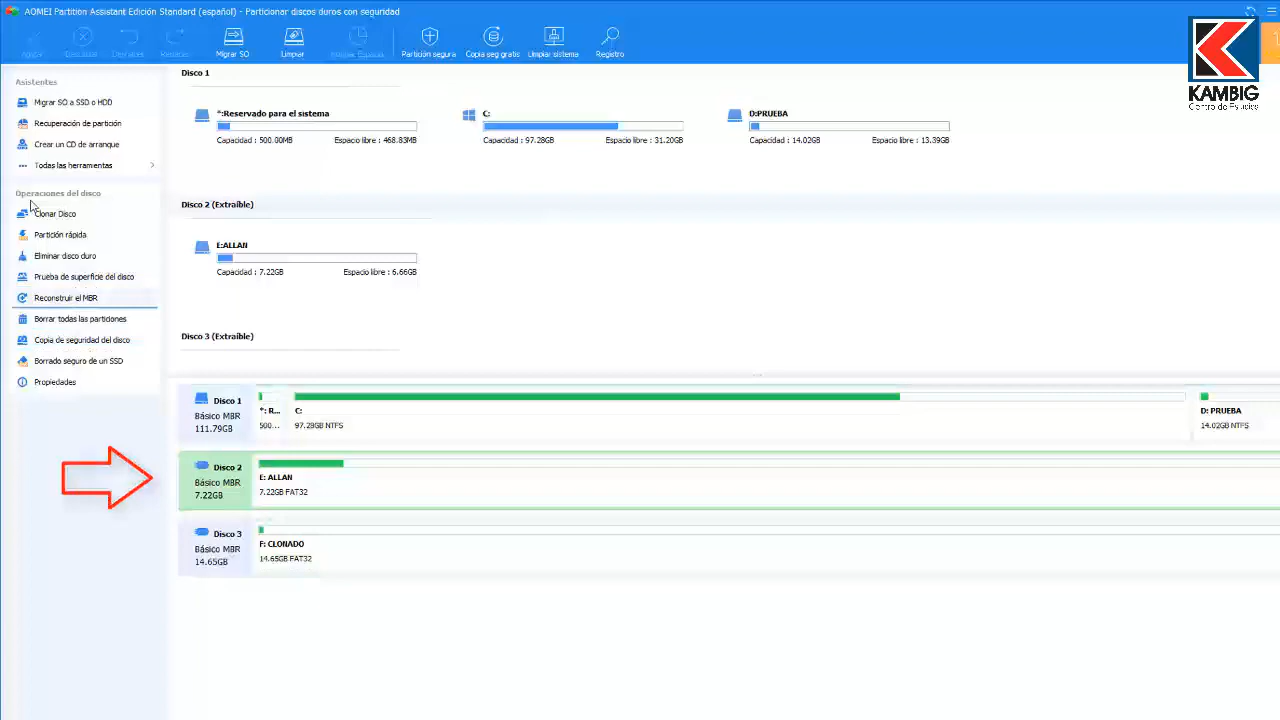 AOMEI Partition Assistant Edición Standard (español) - Particionar discos duros con seguridad
Migrar SO
Limpiar
Partición segura
Copia seg gratis
Limpiar sistema
Registro
KAMBIG
Centro de Estudios
Asistentes
Migrar SO a SSD o HDD
Recuperación de partición
Crear un CD de arranque
Todas las herramientas
Operaciones del disco
Clonar Disco
Partición rápida
Eliminar disco duro
Prueba de superficie del disco
Reconstruir el MBR
Borrar todas las particiones
Copia de seguridad del disco
Borrado seguro de un SSD
Propiedades
Disco 1
*:Reservado para el sistema
Capacidad : 500.00MB Espacio libre : 468.83MB
C:
Capacidad : 97.28GB Espacio libre : 31.20GB
D:PRUEBA
Capacidad : 14.02GB Espacio libre : 13.39GB
Disco 2 (Extraíble)
E:ALLAN
Capacidad : 7.22GB Espacio libre : 6.66GB
Disco 3 (Extraíble)
Disco 1
Básico MBR
111.79GB
*: R...
500...
C:
97.28GB NTFS
D: PRUEBA
14.02GB NTFS
Disco 2
Básico MBR
7.22GB
E: ALLAN
7.22GB FAT32
Disco 3
Básico MBR
14.65GB
F: CLONADO
14.65GB FAT32